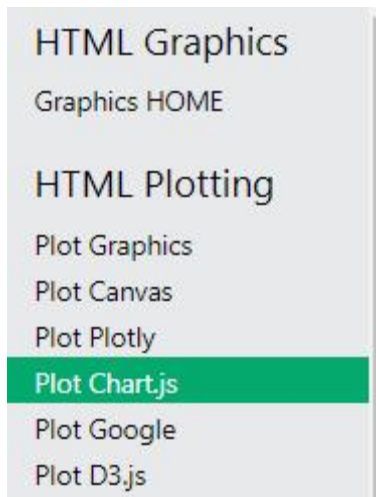 HTML Graphics
Graphics HOME
HTML Plotting
Plot Graphics
Plot Canvas
Plot Plotly
Plot Chart.js
Plot Google
Plot D3.js